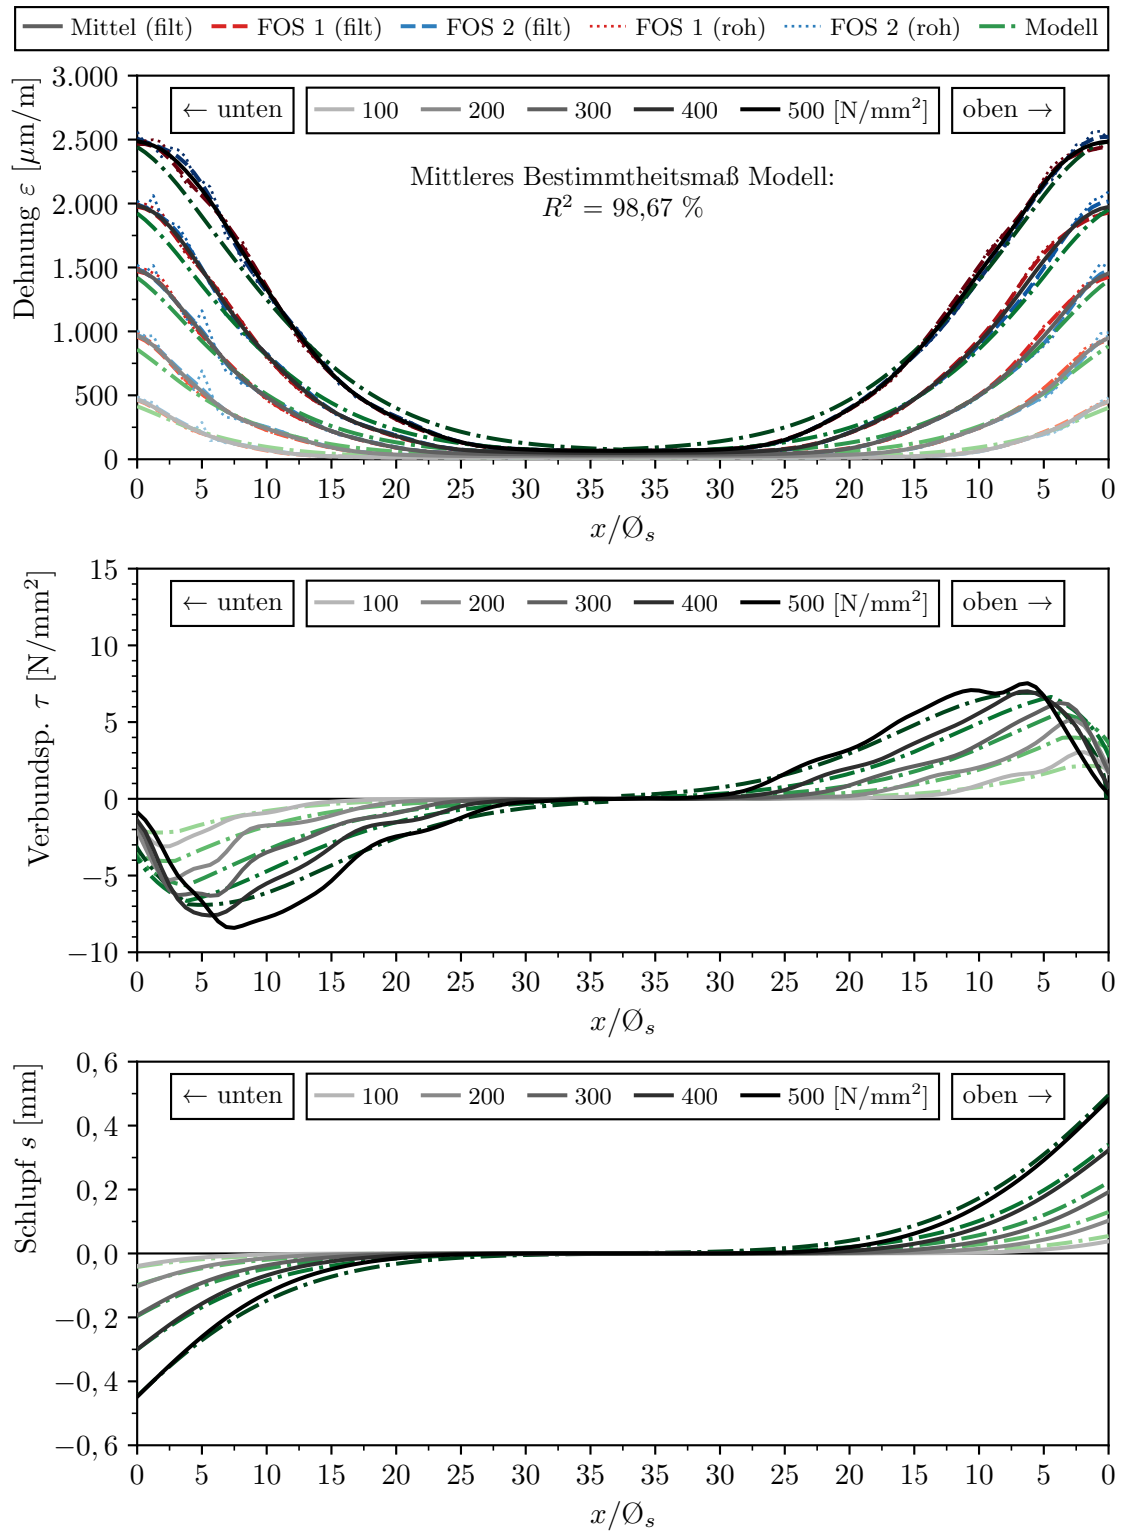 Mittel (filt) FOS 1 (filt) FOS 2 (filt) FOS 1 (roh) FOS 2 (roh) Modell
← unten 100 200 300 400 500 [N/mm²] oben →
Mittleres Bestimmtheitsmaß Modell:
R² = 98,67 %
Dehnung ε [μm/m]
3.000
2.500
2.000
1.500
1.000
500
0
0 5 10 15 20 25 30 35 30 25 20 15 10 5 0
x/Ø_s
← unten 100 200 300 400 500 [N/mm²] oben →
Verbundsp. τ [N/mm²]
15
10
5
0
−5
−10
0 5 10 15 20 25 30 35 30 25 20 15 10 5 0
x/Ø_s
← unten 100 200 300 400 500 [N/mm²] oben →
Schlupf s [mm]
0,6
0,4
0,2
0,0
−0,2
−0,4
−0,6
0 5 10 15 20 25 30 35 30 25 20 15 10 5 0
x/Ø_s